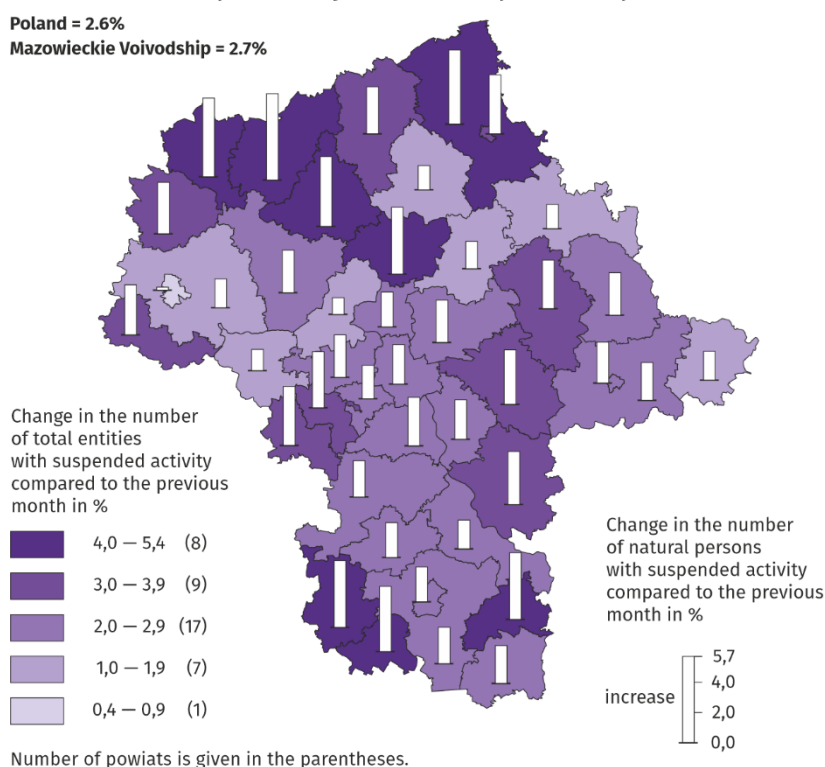 Poland = 2.6%
Mazowieckie Voivodship = 2.7%
Change in the number
of total entities
with suspended activity
compared to the previous
month in %
4,0 — 5,4 (8)
3,0 — 3,9 (9)
2,0 — 2,9 (17)
1,0 — 1,9 (7)
0,4 — 0,9 (1)
Number of powiats is given in the parentheses.
Change in the number
of natural persons
with suspended activity
compared to the previous
month in %
increase
5,7
4,0
2,0
0,0